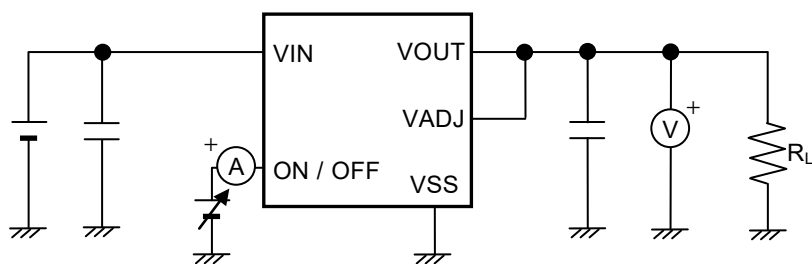 VIN
VOUT
VADJ
+
A
ON / OFF
VSS
V
+
RL